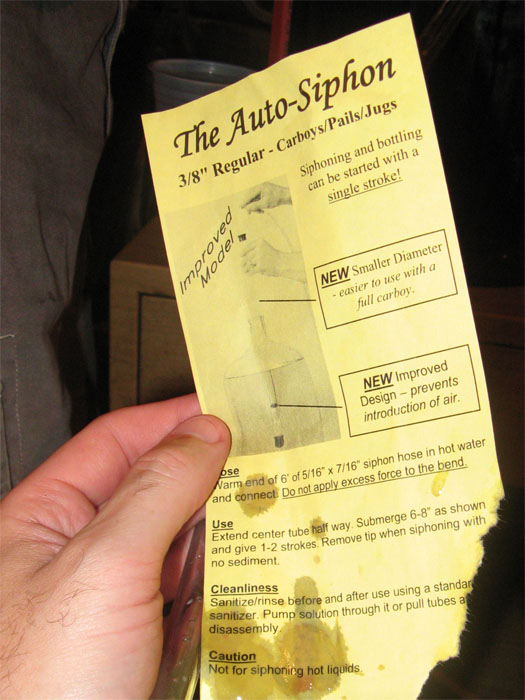 The Auto-Siphon
3/8" Regular - Carboys/Pails/Jugs
Siphoning and bottling
can be started with a
single stroke!
Improved
Model
NEW Smaller Diameter
- easier to use with a
full carboy.
NEW Improved
Design – prevents
introduction of air.
Warm end of 6' of 5/16" x 7/16" siphon hose in hot water
and connect. Do not apply excess force to the bend.
Use
Extend center tube half way. Submerge 6-8" as shown
and give 1-2 strokes. Remove tip when siphoning with
no sediment.
Cleanliness
Sanitize/rinse before and after use using a standar
sanitizer. Pump solution through it or pull tubes a
disassembly.
Caution
Not for siphoning hot liquids.